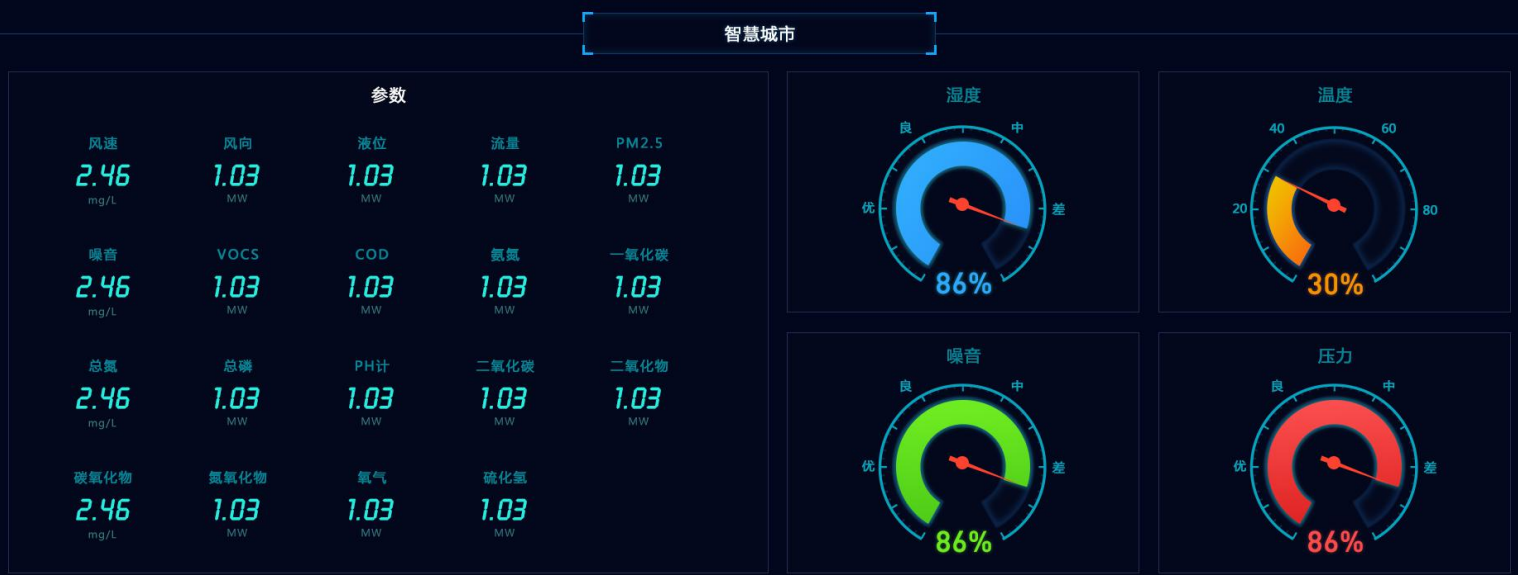 智慧城市
参数
风速 风向 液位 流量 PM2.5
2.46 1.03 1.03 1.03 1.03
mg/L MW MW MW MW
噪音 VOCS COD 氨氮 一氧化碳
2.46 1.03 1.03 1.03 1.03
mg/L MW MW MW MW
总氮 总磷 PH计 二氧化碳 二氧化物
2.46 1.03 1.03 1.03 1.03
mg/L MW MW MW MW
碳氧化物 氮氧化物 氧气 硫化氢
2.46 1.03 1.03 1.03
mg/L MW MW MW
湿度
良 中
优 差
86%
温度
40 60
20 80
30%
噪音
良 中
优 差
86%
压力
良 中
优 差
86%